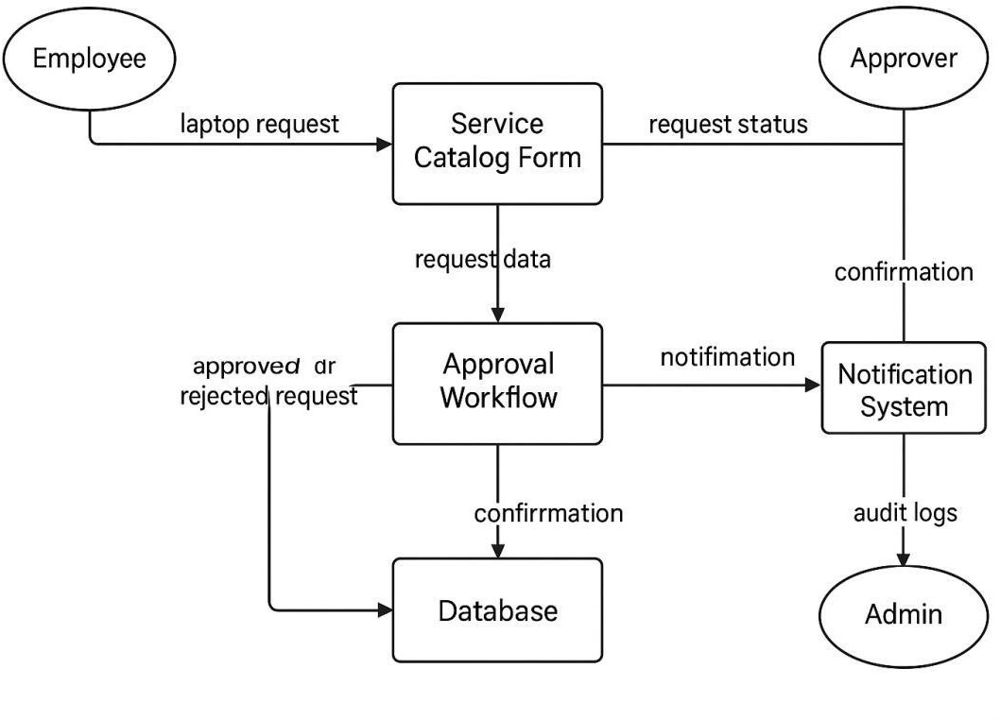 Employee
Approver
laptop request
Service
Catalog Form
request status
request data
confirmation
approved ar
rejected request
Approval
Workflow
notifimation
Notification
System
confirrmation
audit logs
Database
Admin